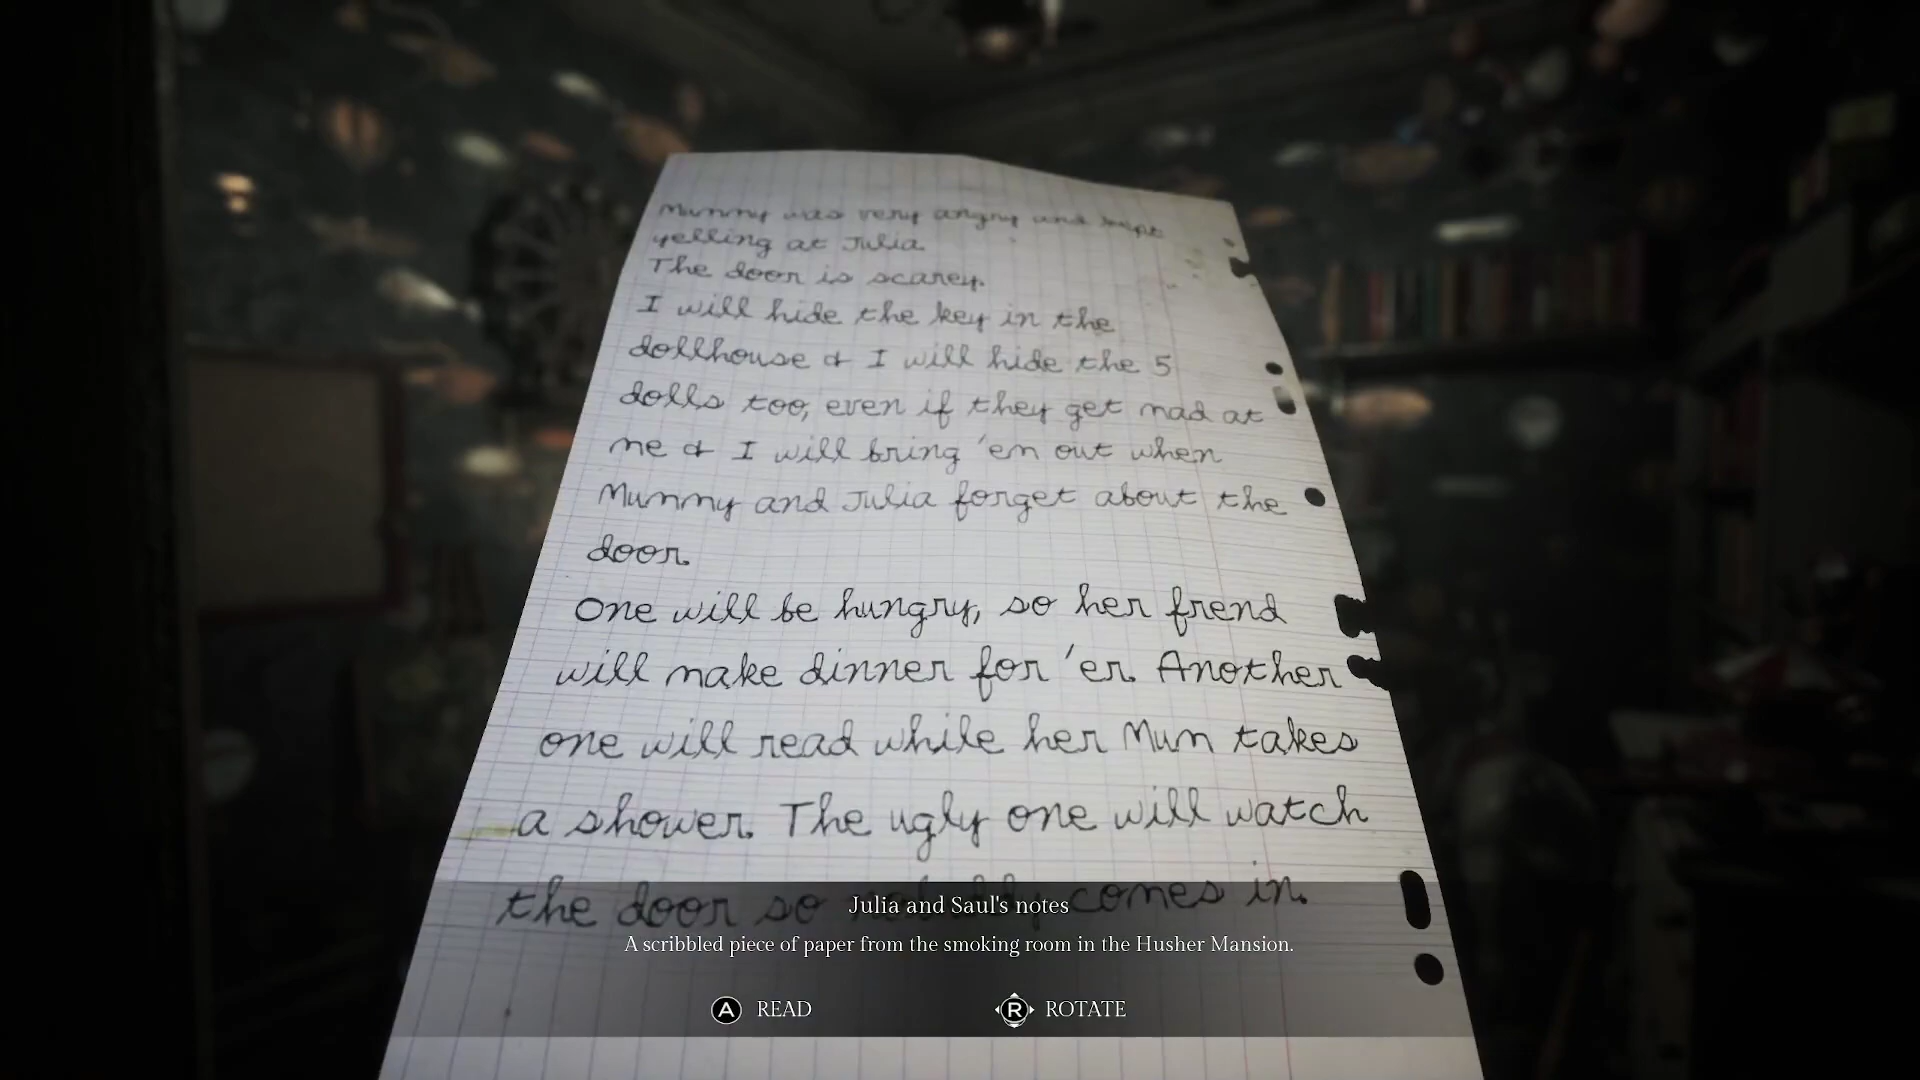 Mummy was very angry and kept
yelling at Julia.
The door is scarey.
I will hide the key in the
dollhouse & I will hide the 5
dolls too, even if they get mad at
me & I will bring 'em out when
Mummy and Julia forget about the
door.
One will be hungry, so her frend
will make dinner for 'er. Another
one will read while her Mum takes
a shower. The ugly one will watch
the door so nobody comes in.
Julia and Saul's notes
A scribbled piece of paper from the smoking room in the Husher Mansion.
A READ
R ROTATE